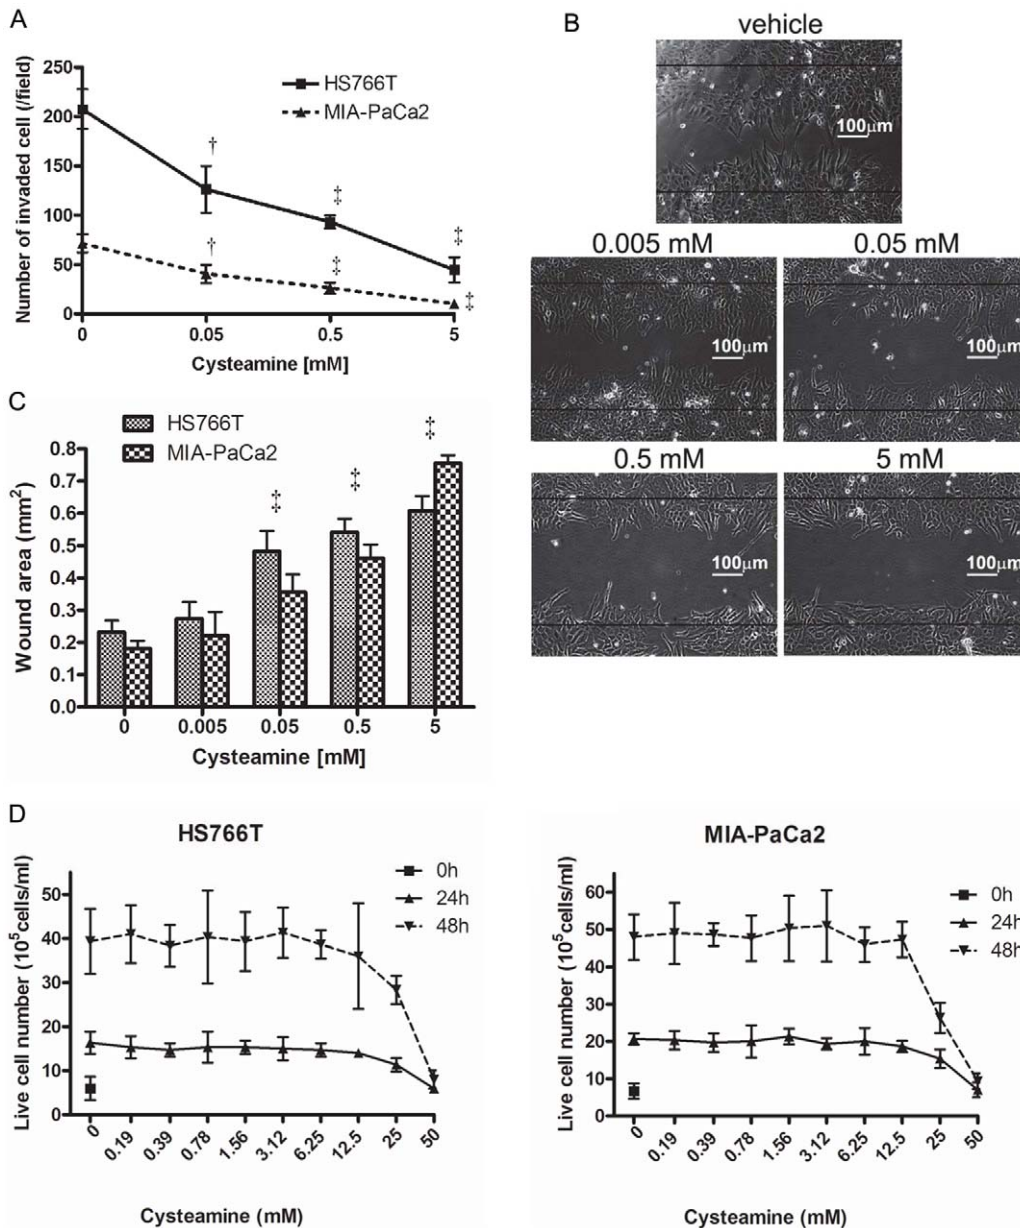 A
250
200
150
100
50
0
Number of invaded cell (/field)
HS766T
MIA-PaCa2
†
‡
‡
†
‡
‡
0 0.05 0.5 5
Cysteamine [mM]
B
vehicle
100μm
0.005 mM 0.05 mM
100μm 100μm
0.5 mM 5 mM
100μm 100μm
C
HS766T
MIA-PaCa2
0.8
0.7
0.6
0.5
0.4
0.3
0.2
0.1
0.0
Wound area (mm²)
‡
‡
‡
0 0.005 0.05 0.5 5
Cysteamine [mM]
D
HS766T
0h
24h
48h
50
40
30
20
10
0
Live cell number (10⁵cells/ml)
0 0.19 0.39 0.78 1.56 3.12 6.25 12.5 25 50
Cysteamine (mM)
MIA-PaCa2
0h
24h
48h
60
50
40
30
20
10
0
Live cell number (10⁵cells/ml)
0 0.19 0.39 0.78 1.56 3.12 6.25 12.5 25 50
Cysteamine (mM)